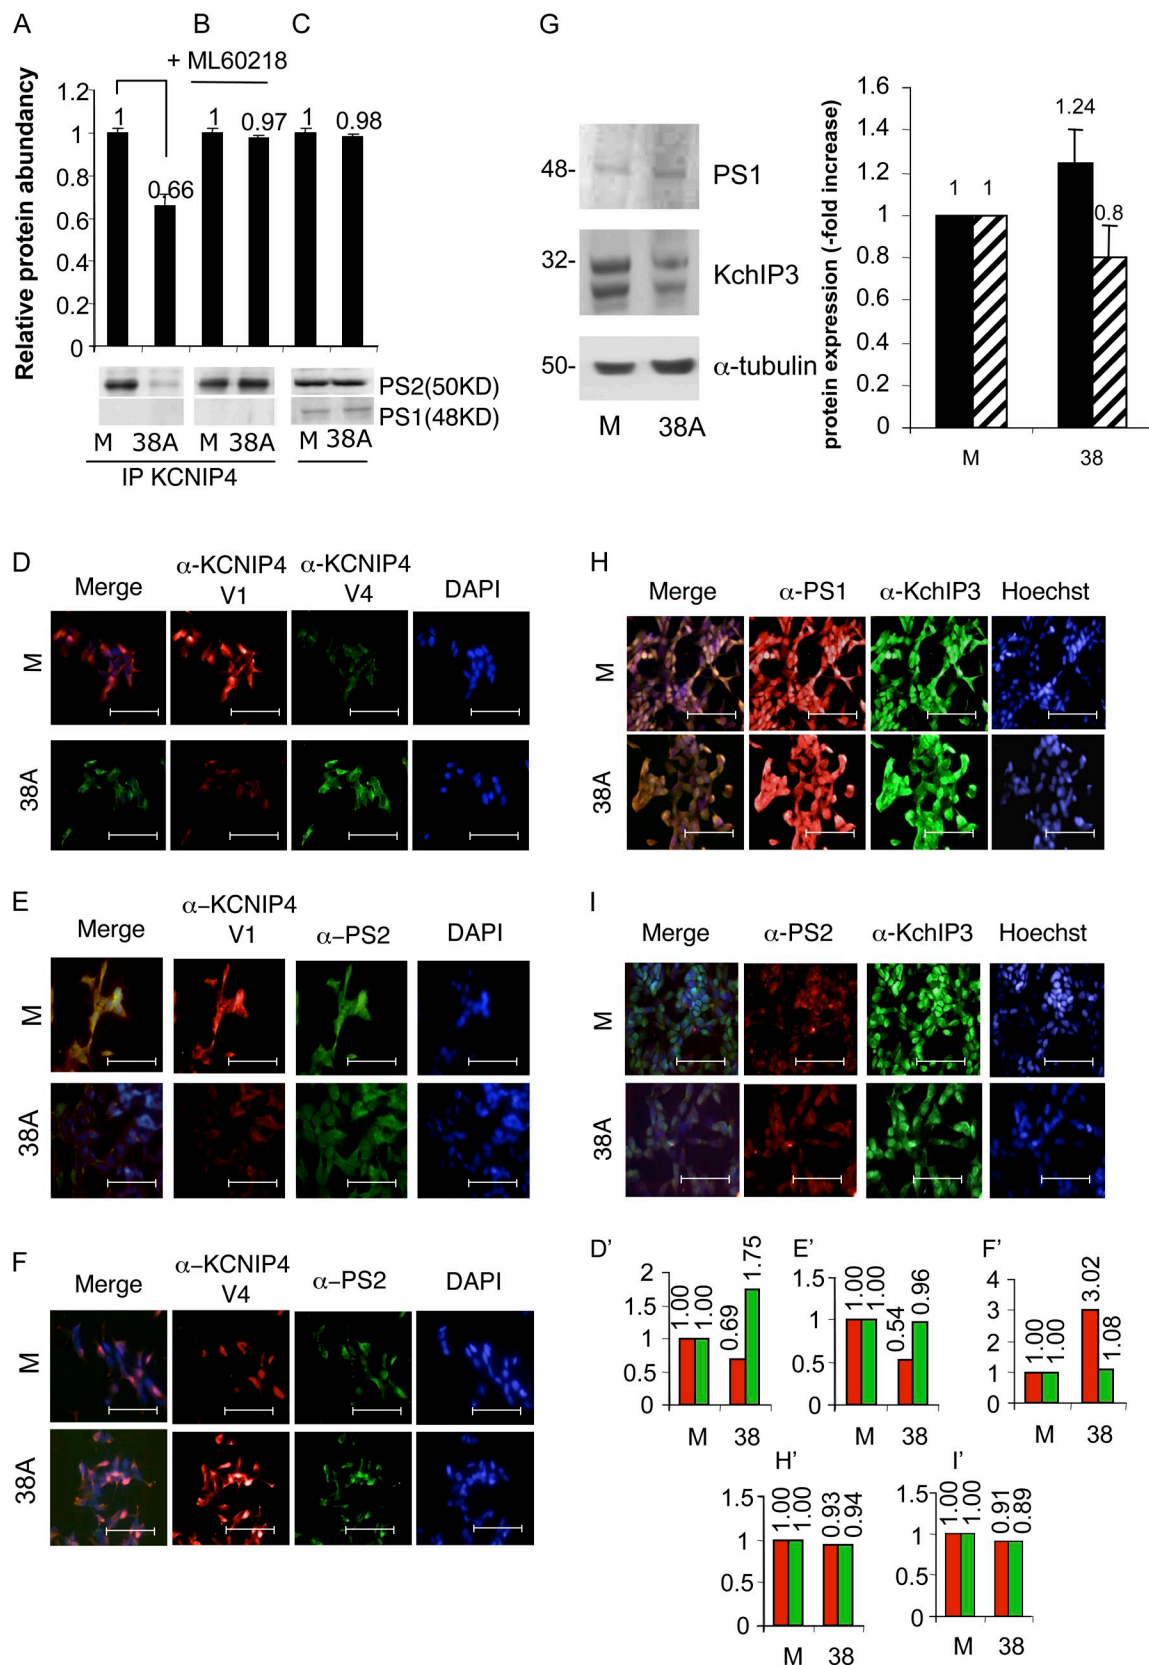 A B C
+ ML60218
Relative protein abundancy
1.2
1
0.8
0.6
0.4
0.2
0
1 0.66 1 0.97 1 0.98
PS2(50KD)
PS1(48KD)
M 38A M 38A M 38A
IP KCNIP4
G
48- PS1
32- KchIP3
50- α-tubulin
M 38A
protein expression (-fold increase)
1.6
1.4
1.2
1
0.8
0.6
0.4
0.2
0
1 1 1.24 0.8
M 38
D
Merge α-KCNIP4 V1 α-KCNIP4 V4 DAPI
M
38A
E
Merge α–KCNIP4 V1 α–PS2 DAPI
M
38A
F
Merge α–KCNIP4 V4 α–PS2 DAPI
M
38A
H
Merge α-PS1 α-KchIP3 Hoechst
M
38A
I
Merge α-PS2 α-KchIP3 Hoechst
M
38A
D’
2
1.5
1
0.5
0
1.00 1.00 0.69 1.75
M 38
E’
1.5
1
0.5
0
1.00 1.00 0.54 0.96
M 38
F’
4
3
2
1
0
1.00 1.00 3.02 1.08
M 38
H’
1.5
1
0.5
0
1.00 1.00 0.93 0.94
M 38
I’
1.5
1
0.5
0
1.00 1.00 0.91 0.89
M 38